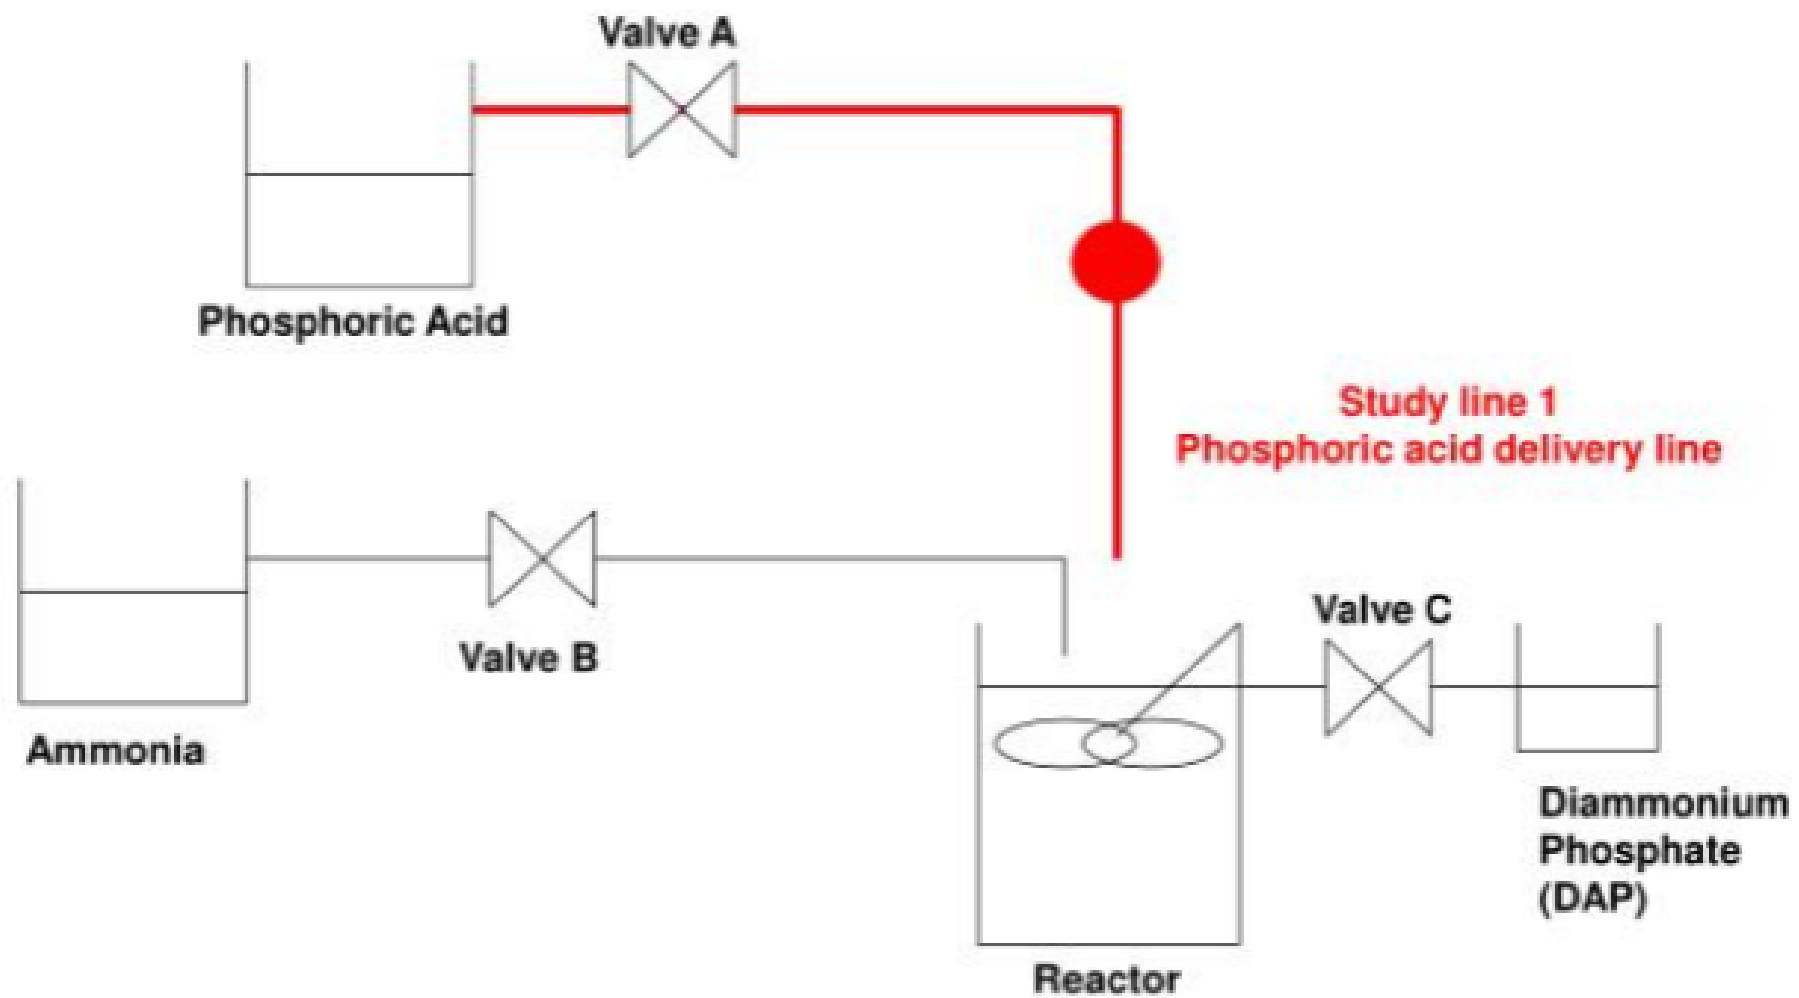 Valve A
Phosphoric Acid
Study line 1
Phosphoric acid delivery line
Valve B
Ammonia
Valve C
Diammonium
Phosphate
(DAP)
Reactor